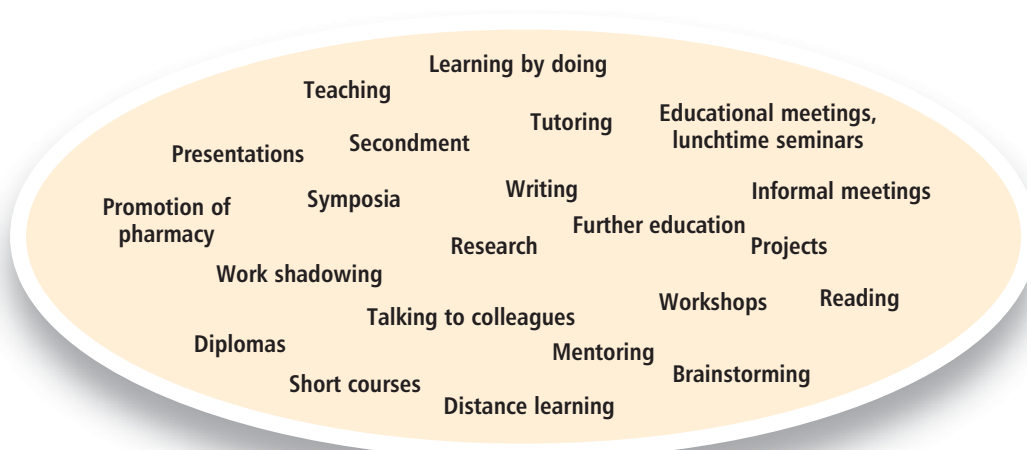 Learning by doing
Teaching
Educational meetings,
lunchtime seminars
Tutoring
Secondment
Presentations
Writing
Informal meetings
Symposia
Promotion of
pharmacy
Further education
Research
Projects
Work shadowing
Workshops
Reading
Talking to colleagues
Diplomas
Mentoring
Brainstorming
Short courses
Distance learning